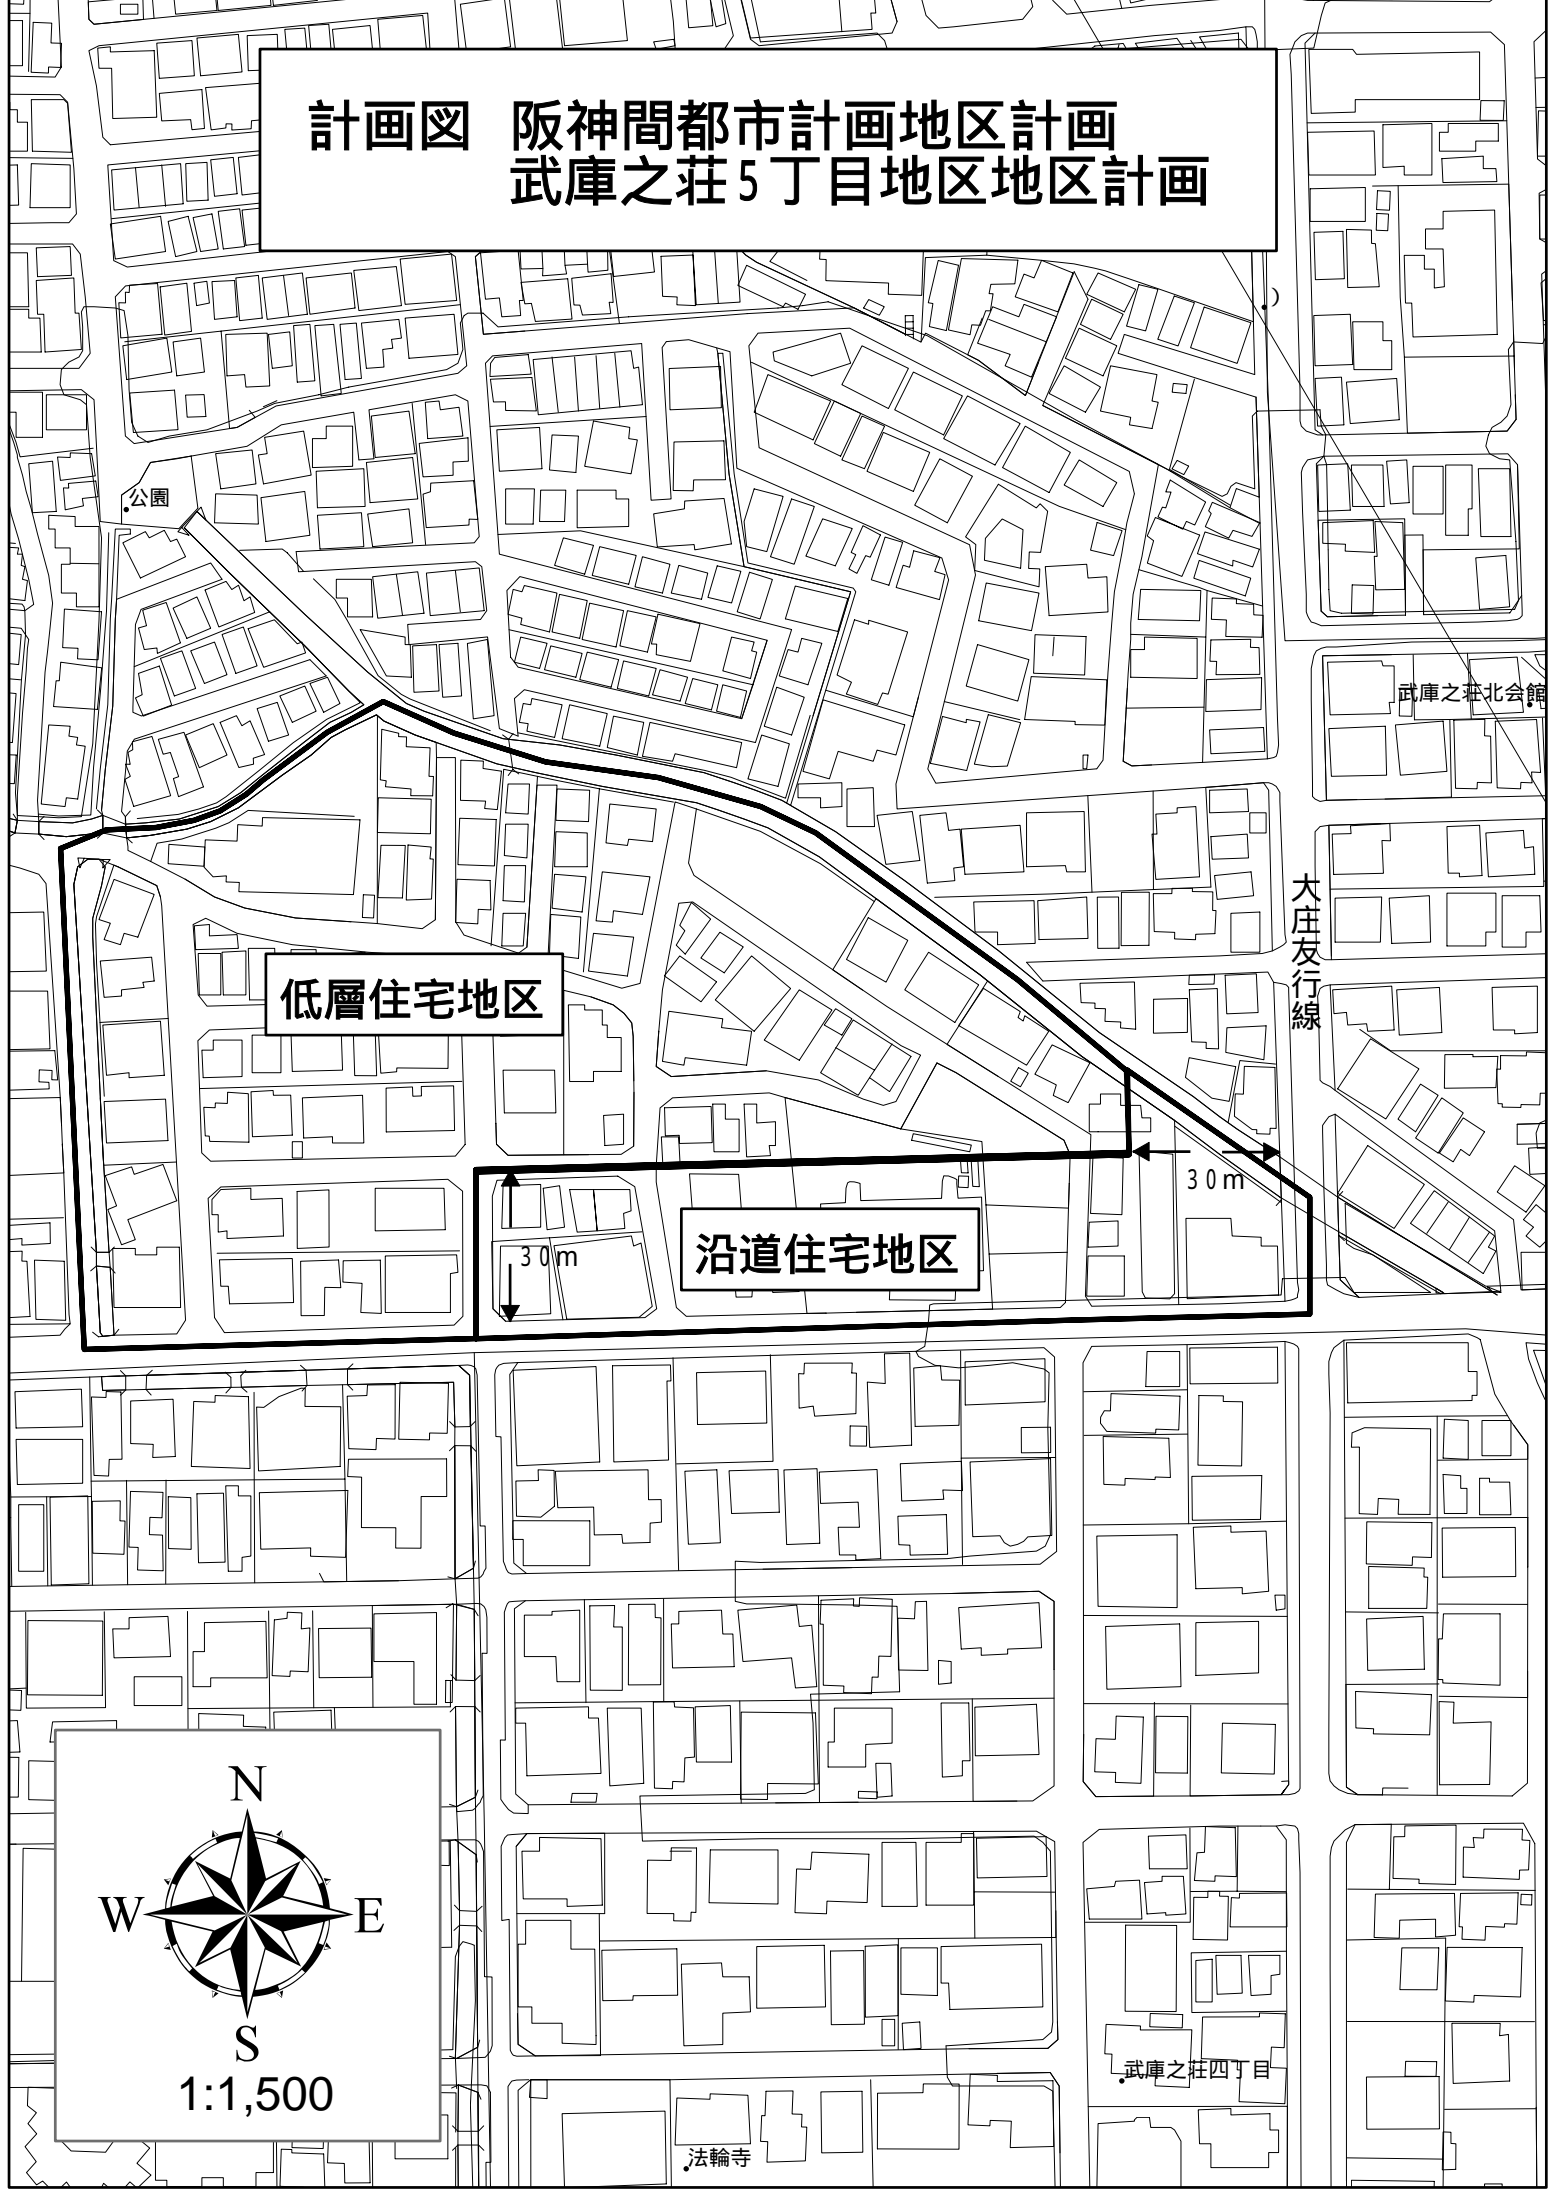 計画図 阪神間都市計画地区計画
武庫之荘5丁目地区地区計画
公園
武庫之荘北会館
大庄友行線
低層住宅地区
30m
30m
沿道住宅地区
N
W E
S
1:1,500
武庫之荘四丁目
法輪寺